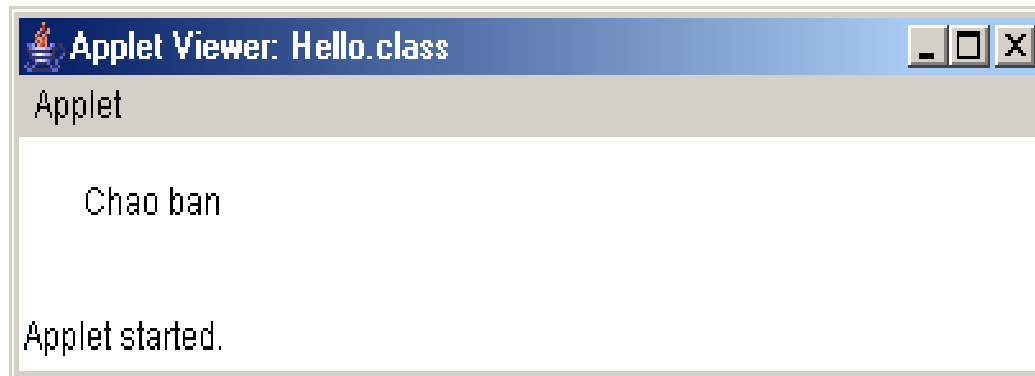 Applet Viewer: Hello.class
Applet
Chao ban
Applet started.